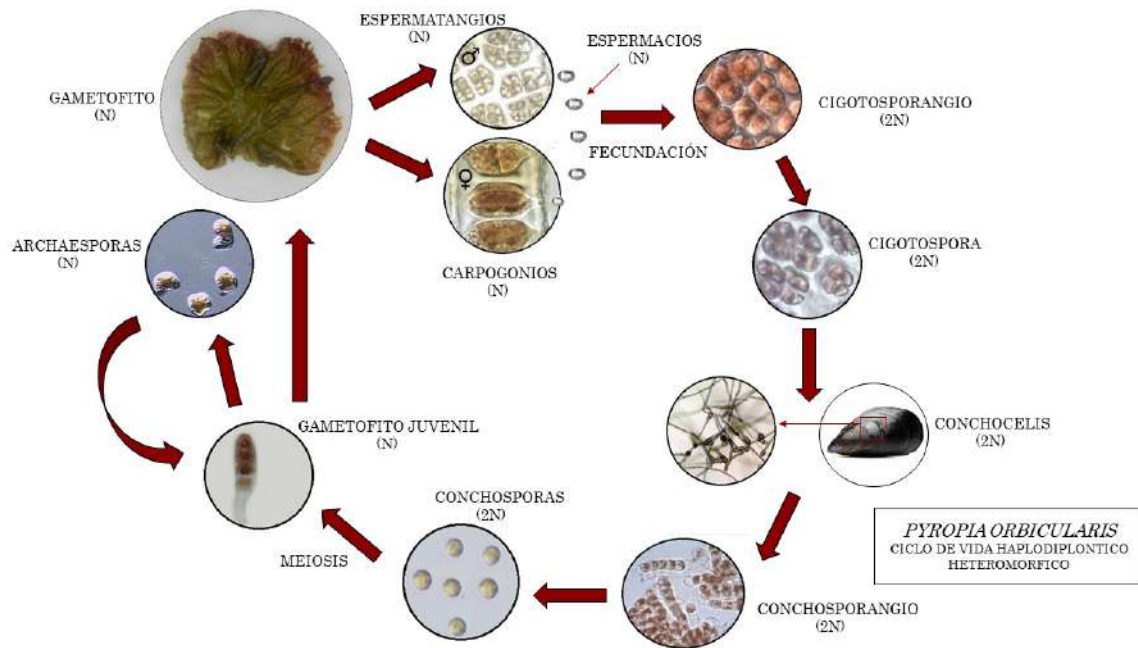 ESPERMATANGIOS
(N)
ESPERMACIOS
(N)
GAMETOFITO
(N)
♂
CIGOTOSPORANGIO
(2N)
FECUNDACIÓN
♀
ARCHAESPORAS
(N)
CARPOGONIOS
(N)
CIGOTOSPORA
(2N)
GAMETOFITO JUVENIL
(N)
CONCHOCELIS
(2N)
CONCHOSPORAS
(2N)
MEIOSIS
CONCHOSPORANGIO
(2N)
PYROPIA ORBICULARIS
CICLO DE VIDA HAPLODIPLONTICO
HETEROMORFICO